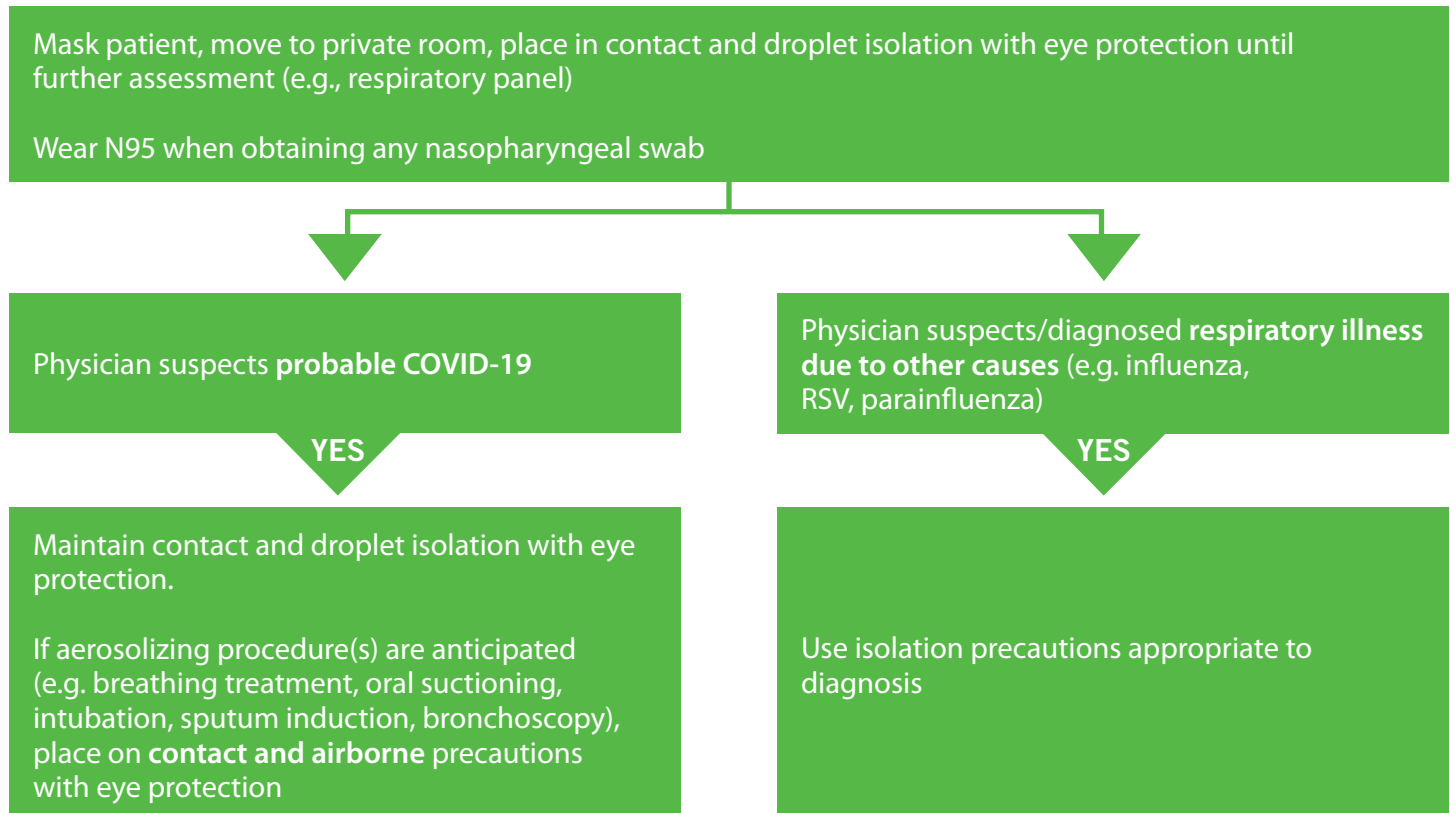 Mask patient, move to private room, place in contact and droplet isolation with eye protection until
further assessment (e.g., respiratory panel)
Wear N95 when obtaining any nasopharyngeal swab
Physician suspects probable COVID-19
YES
Maintain contact and droplet isolation with eye
protection.
If aerosolizing procedure(s) are anticipated
(e.g. breathing treatment, oral suctioning,
intubation, sputum induction, bronchoscopy),
place on contact and airborne precautions
with eye protection
Physician suspects/diagnosed respiratory illness
due to other causes (e.g. influenza,
RSV, parainfluenza)
YES
Use isolation precautions appropriate to
diagnosis